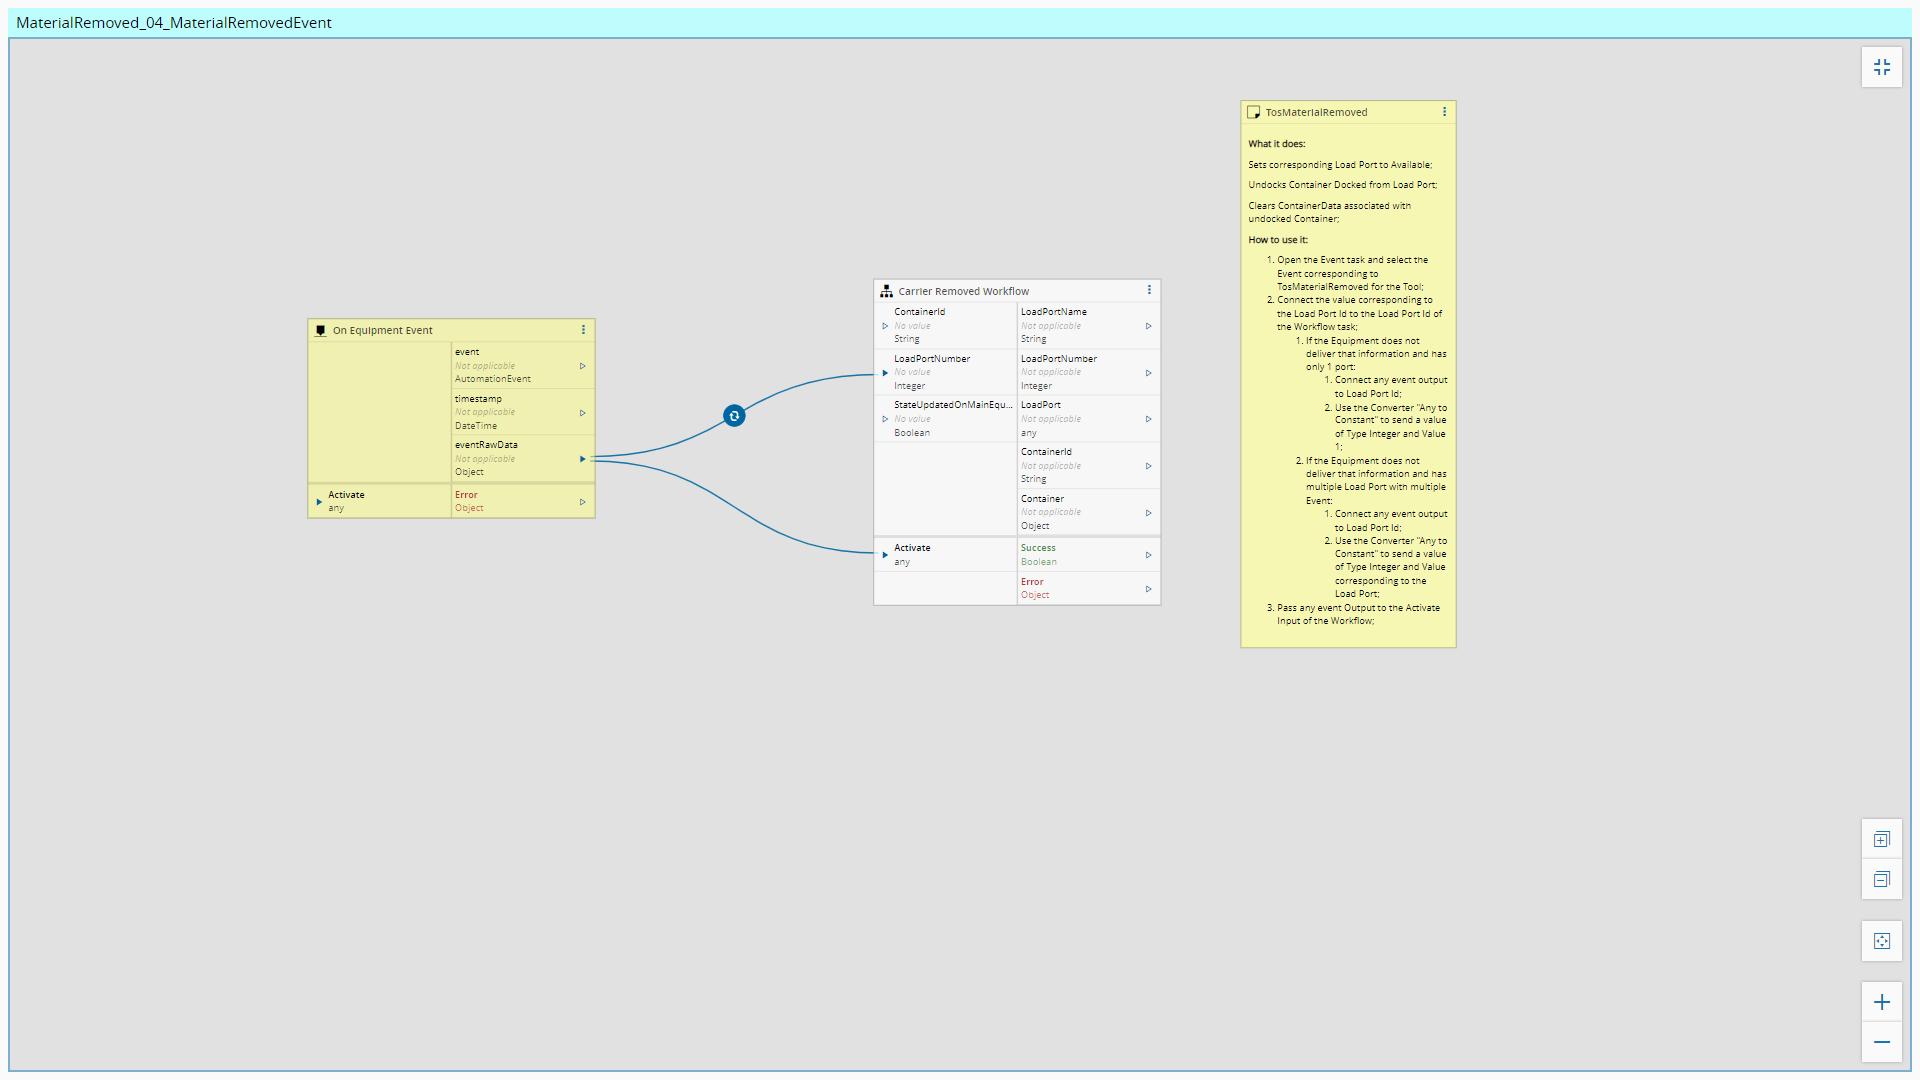 MaterialRemoved_04_MaterialRemovedEvent
On Equipment Event
event
Not applicable
AutomationEvent
timestamp
Not applicable
DateTime
eventRawData
Not applicable
Object
Activate
any
Error
Object
Carrier Removed Workflow
ContainerId
No value
String
LoadPortName
Not applicable
String
LoadPortNumber
No value
Integer
LoadPortNumber
Not applicable
Integer
StateUpdatedOnMainEqu...
No value
Boolean
LoadPort
Not applicable
any
ContainerId
Not applicable
String
Container
Not applicable
Object
Activate
any
Success
Boolean
Error
Object
TosMaterialRemoved
What it does:
Sets corresponding Load Port to Available;
Undocks Container Docked from Load Port;
Clears ContainerData associated with
undocked Container;
How to use it:
1. Open the Event task and select the
Event corresponding to
TosMaterialRemoved for the Tool;
2. Connect the value corresponding to
the Load Port Id to the Load Port Id of
the Workflow task;
1. If the Equipment does not
deliver that information and has
only 1 port:
1. Connect any event output
to Load Port Id;
2. Use the Converter "Any to
Constant" to send a value
of Type Integer and Value
1;
2. If the Equipment does not
deliver that information and has
multiple Load Port with multiple
Event:
1. Connect any event output
to Load Port Id;
2. Use the Converter "Any to
Constant" to send a value
of Type Integer and Value
corresponding to the
Load Port;
3. Pass any event Output to the Activate
Input of the Workflow;